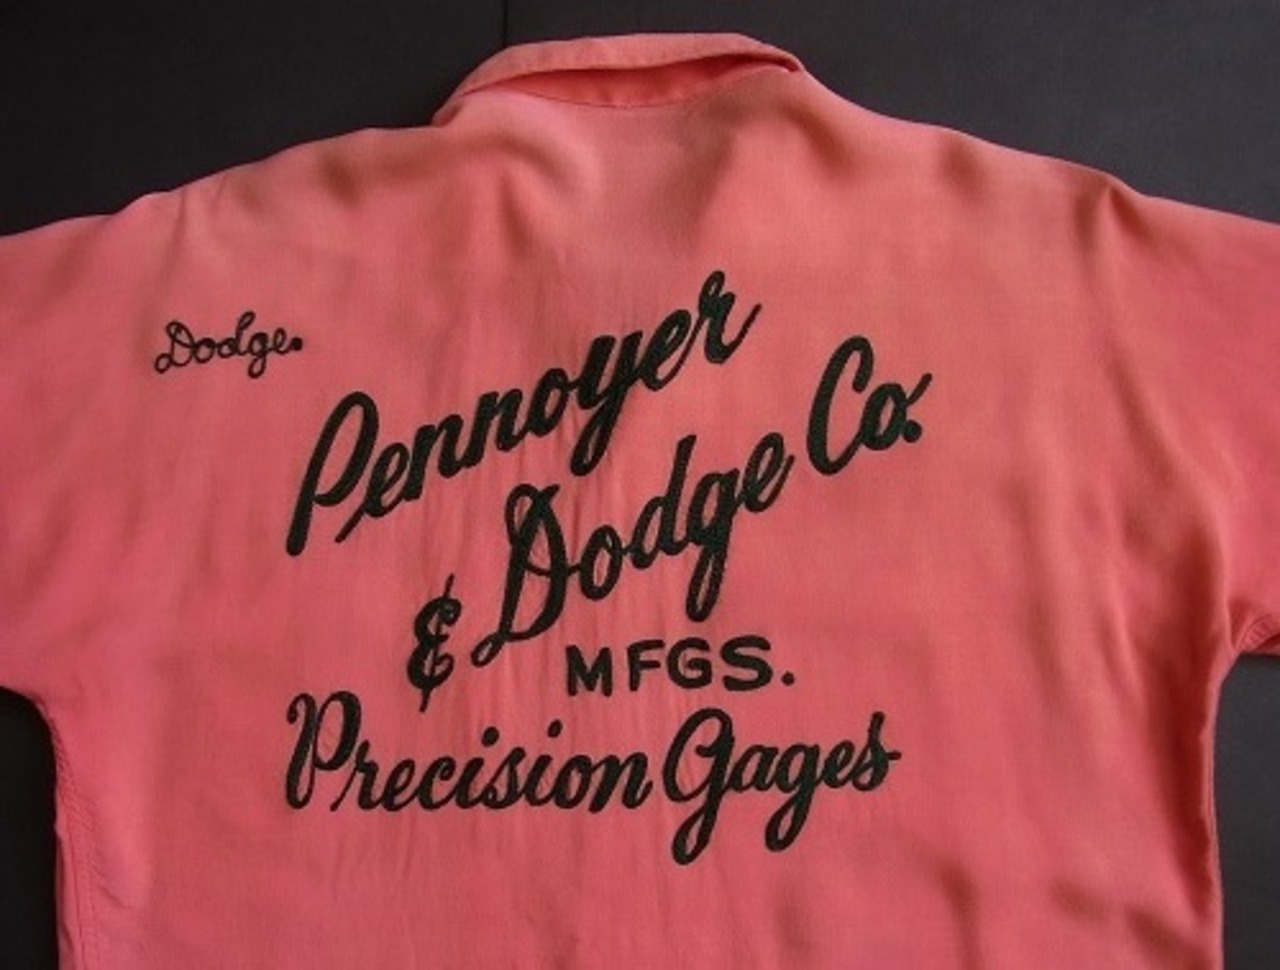 Dodge.
Pennoyer
& Dodge Co.
MFGS.
Precision Gages